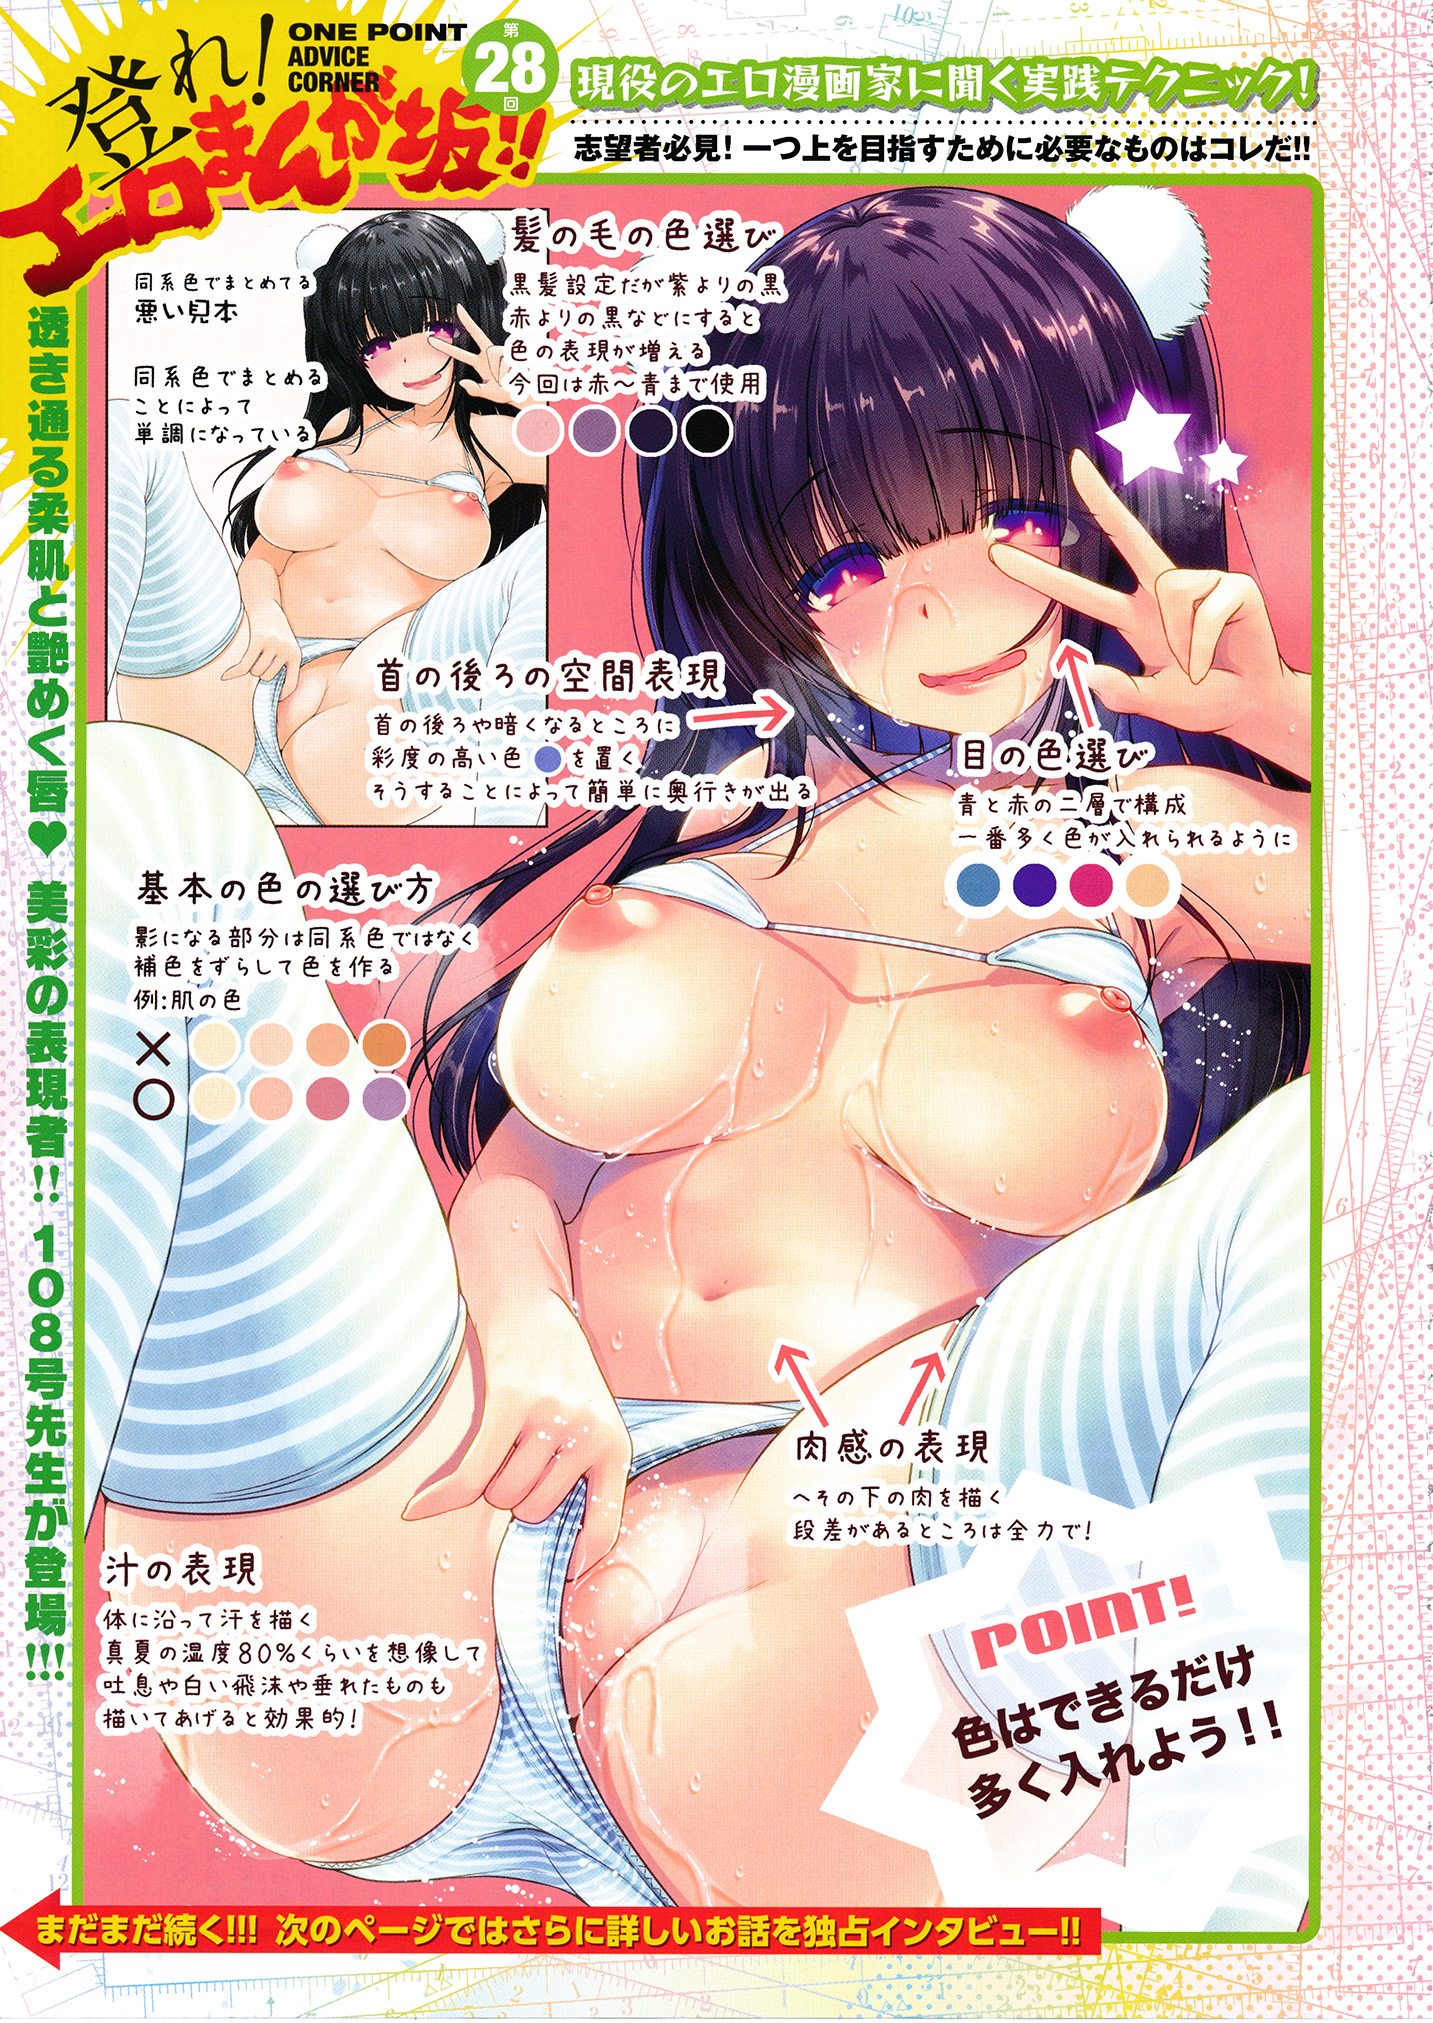 登れ!
エロまんが坂!!
ONE POINT
ADVICE
CORNER
第
28
回
現役のエロ漫画家に聞く実践テクニック!
志望者必見! 一つ上を目指すために必要なものはコレだ!!
透き通る柔肌と艶めく唇♥ 美彩の表現者!! 108号先生が登場!!!
同系色でまとめてる
悪い見本
同系色でまとめる
ことによって
単調になっている
髪の毛の色選び
黒髪設定だが紫よりの黒
赤よりの黒などにすると
色の表現が増える
今回は赤～青まで使用
首の後ろの空間表現
首の後ろや暗くなるところに
彩度の高い色●を置く
そうすることによって簡単に奥行きが出る
目の色選び
青と赤の二層で構成
一番多く色が入れられるように
基本の色の選び方
影になる部分は同系色ではなく
補色をずらして色を作る
例:肌の色
×
○
肉感の表現
へその下の肉を描く
段差があるところは全力で!
汁の表現
体に沿って汗を描く
真夏の湿度80%くらいを想像して
吐息や白い飛沫や垂れたものも
描いてあげると効果的!
POINT!
色はできるだけ
多く入れよう!!
まだまだ続く!!! 次のページではさらに詳しいお話を独占インタビュー!!